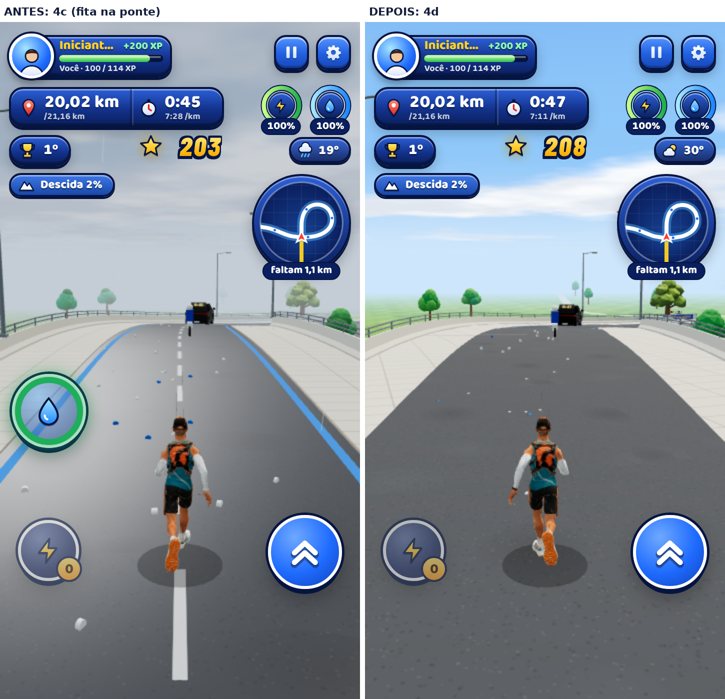 ANTES: 4c (fita na ponte)
Iniciant... +200 XP
Você · 100 / 114 XP
20,02 km
/21,16 km
0:45
7:28 /km
100%
100%
1°
203
19°
Descida 2%
faltam 1,1 km
0
DEPOIS: 4d
Iniciant... +200 XP
Você · 100 / 114 XP
20,02 km
/21,16 km
0:47
7:11 /km
100%
100%
1°
208
30°
Descida 2%
faltam 1,1 km
0